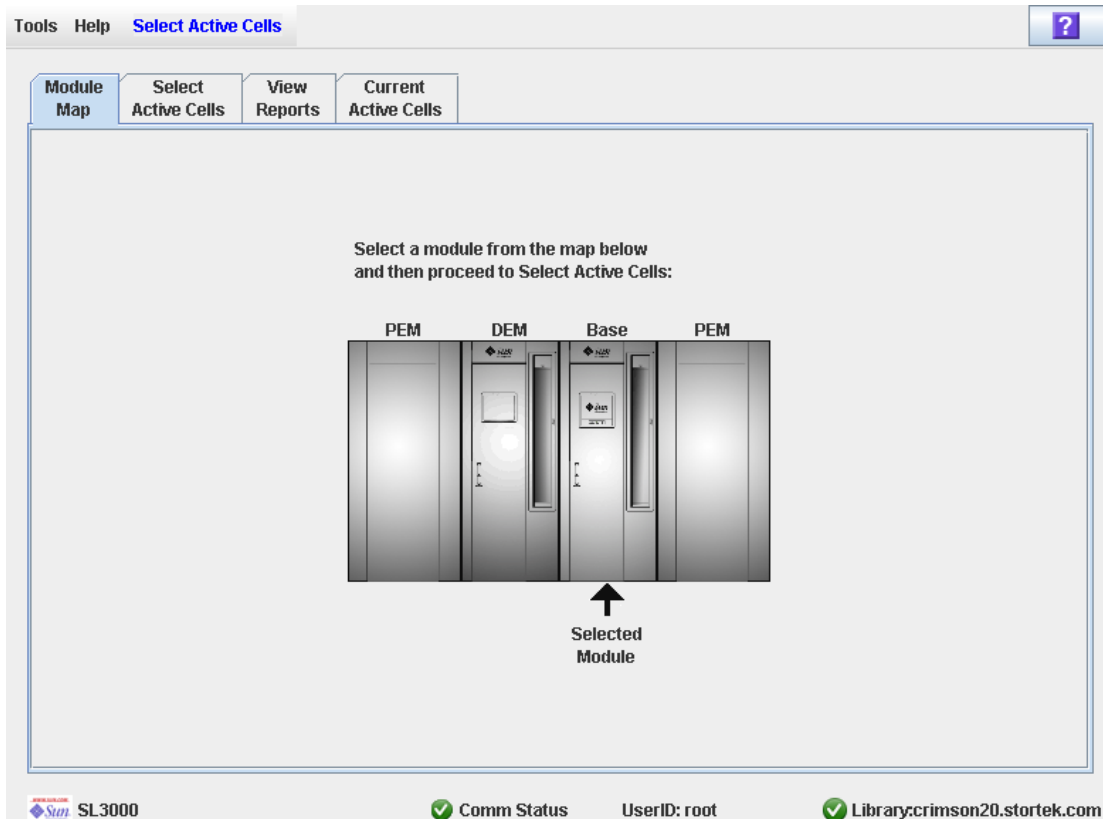 Tools Help Select Active Cells ?
Module Map
Select Active Cells
View Reports
Current Active Cells
Select a module from the map below
and then proceed to Select Active Cells:
PEM DEM Base PEM
Sun
Selected
Module
Sun SL3000 Comm Status UserID: root Library:crimson20.stortek.com